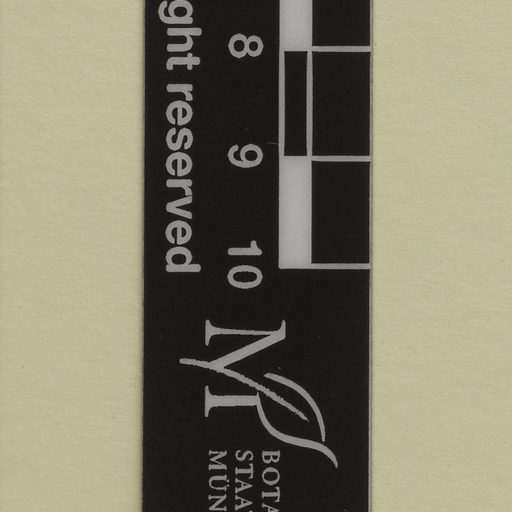 8
9
10
ght reserved
M
BOTA
STAA
MÜN